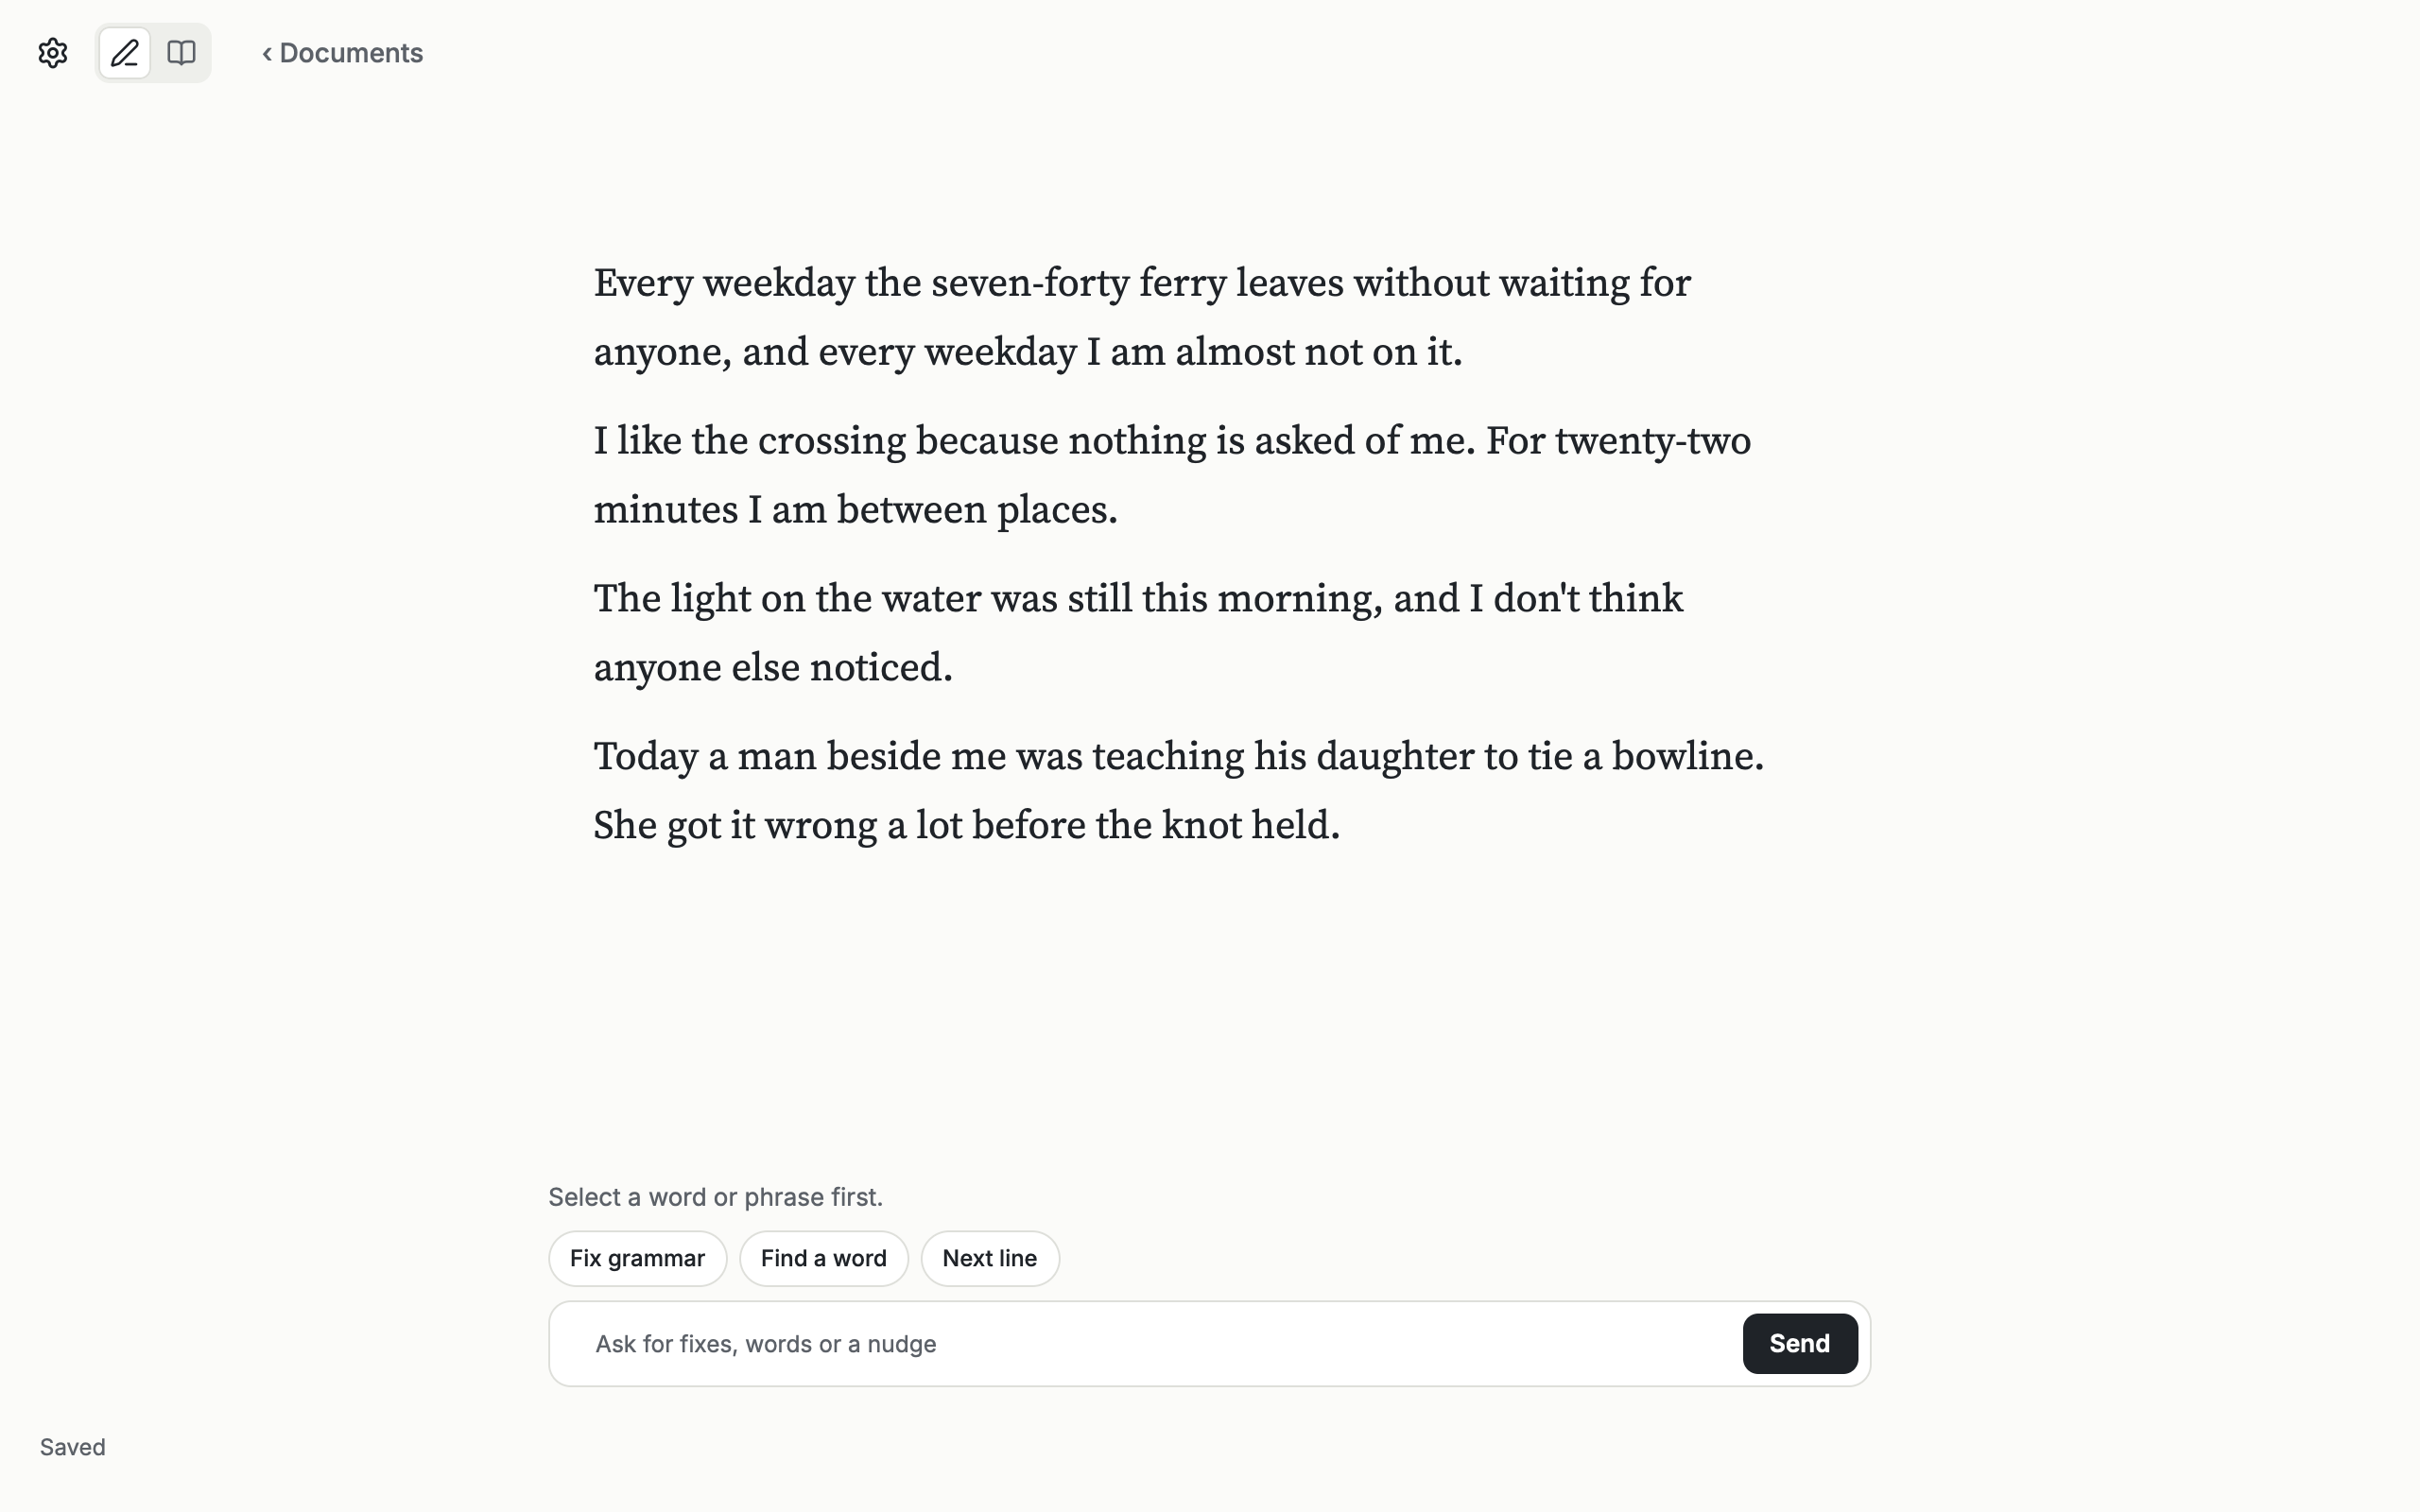 ‹ Documents
Every weekday the seven-forty ferry leaves without waiting for
anyone, and every weekday I am almost not on it.
I like the crossing because nothing is asked of me. For twenty-two
minutes I am between places.
The light on the water was still this morning, and I don't think
anyone else noticed.
Today a man beside me was teaching his daughter to tie a bowline.
She got it wrong a lot before the knot held.
Select a word or phrase first.
Fix grammar Find a word Next line
Ask for fixes, words or a nudge Send
Saved